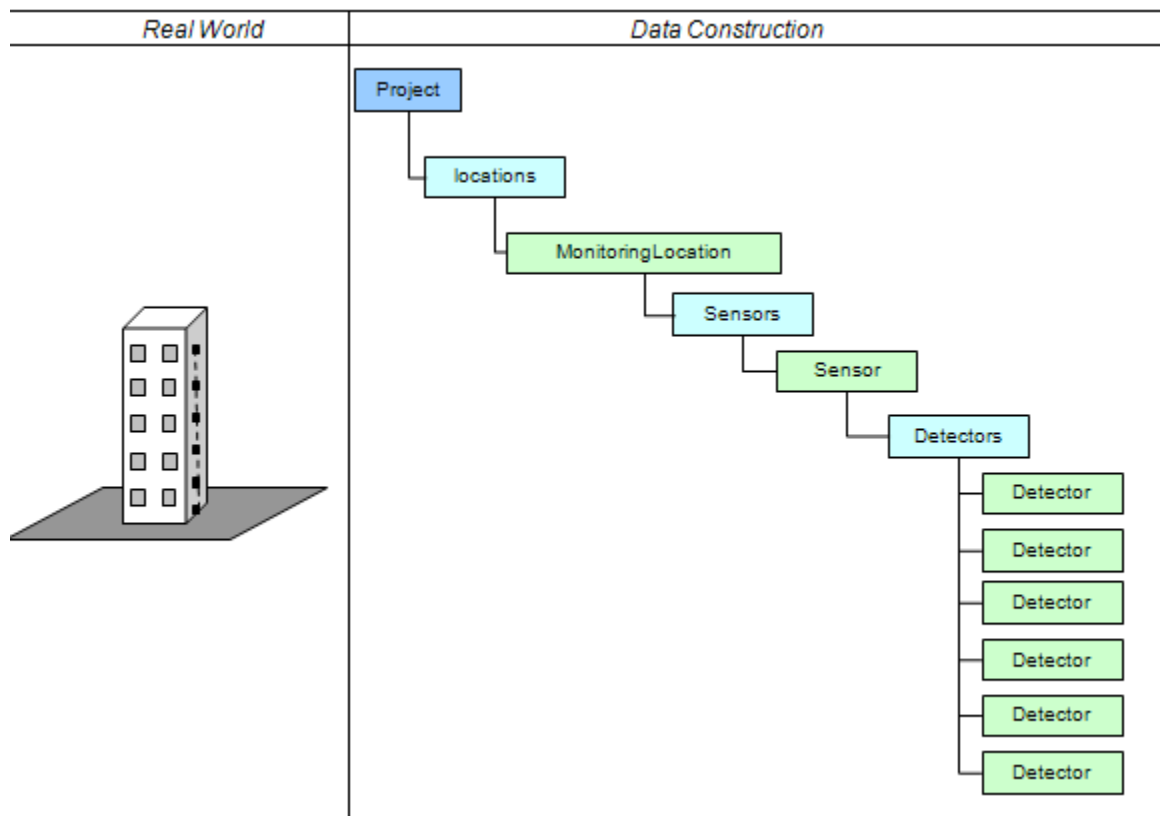 Real World
Data Construction
Project
locations
MonitoringLocation
Sensors
Sensor
Detectors
Detector
Detector
Detector
Detector
Detector
Detector